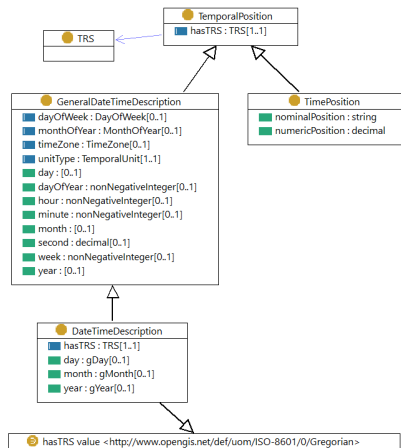 TemporalPosition
hasTRS : TRS[1..1]
TRS
GeneralDateTimeDescription
dayOfWeek : DayOfWeek[0..1]
monthOfYear : MonthOfYear[0..1]
timeZone : TimeZone[0..1]
unitType : TemporalUnit[1..1]
day : [0..1]
dayOfYear : nonNegativeInteger[0..1]
hour : nonNegativeInteger[0..1]
minute : nonNegativeInteger[0..1]
month : [0..1]
second : decimal[0..1]
week : nonNegativeInteger[0..1]
year : [0..1]
TimePosition
nominalPosition : string
numericPosition : decimal
DateTimeDescription
hasTRS : TRS[1..1]
day : gDay[0..1]
month : gMonth[0..1]
year : gYear[0..1]
hasTRS value <http://www.opengis.net/def/uom/ISO-8601/0/Gregorian>